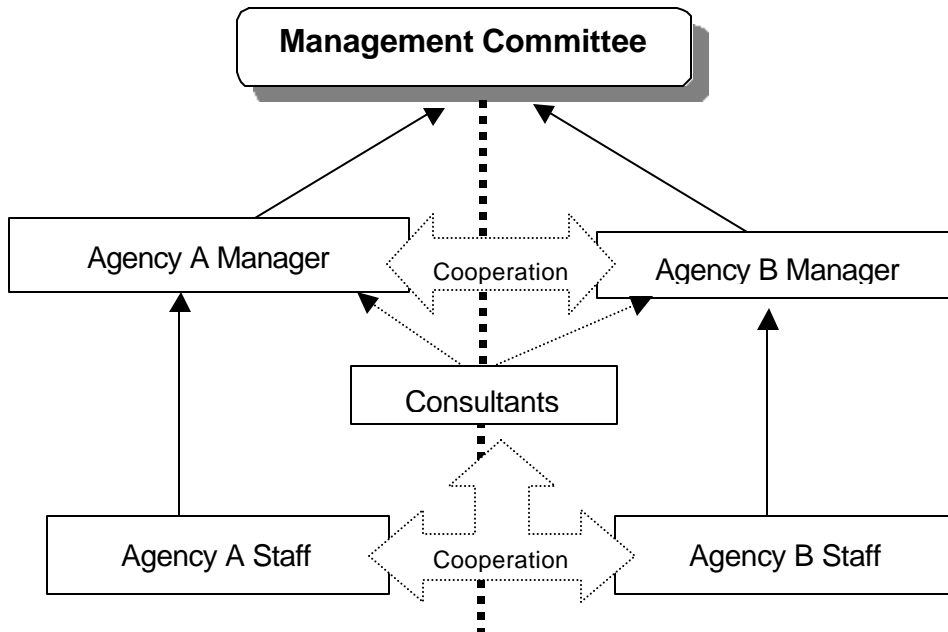 Management Committee
Agency A Manager
Cooperation
Agency B Manager
Consultants
Agency A Staff
Cooperation
Agency B Staff